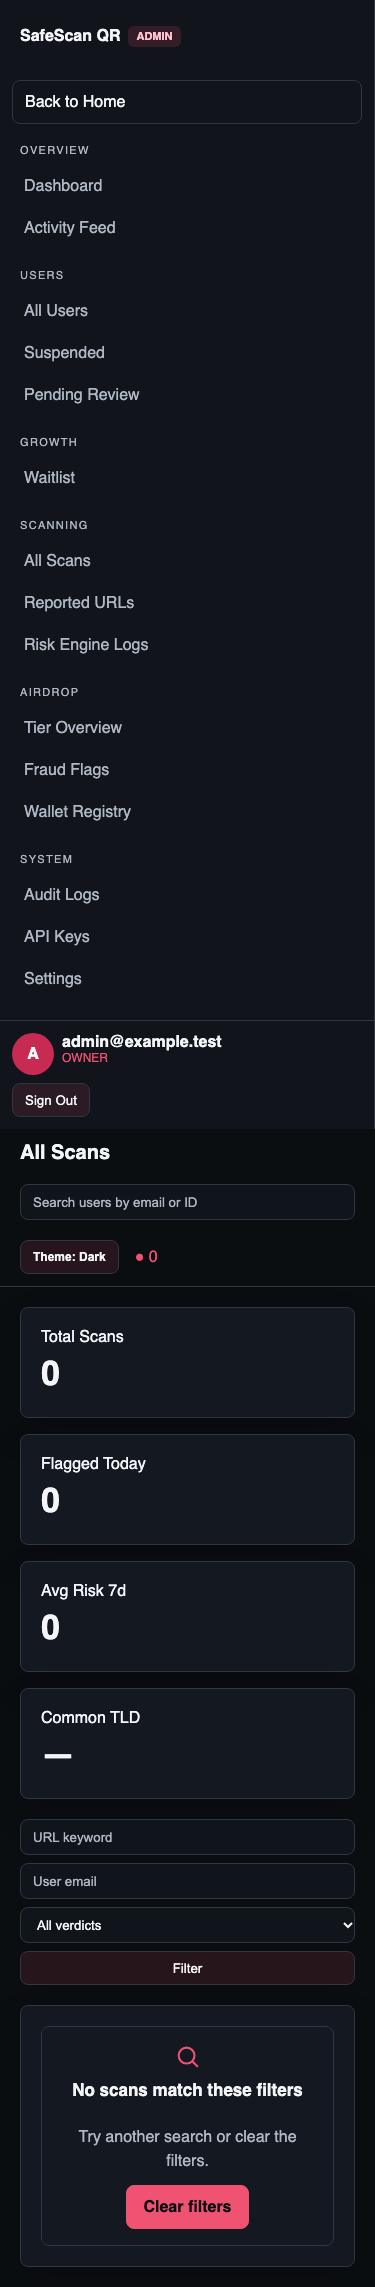 SafeScan QR ADMIN
Back to Home
OVERVIEW
Dashboard
Activity Feed
USERS
All Users
Suspended
Pending Review
GROWTH
Waitlist
SCANNING
All Scans
Reported URLs
Risk Engine Logs
AIRDROP
Tier Overview
Fraud Flags
Wallet Registry
SYSTEM
Audit Logs
API Keys
Settings
A
admin@example.test
OWNER
Sign Out
All Scans
Search users by email or ID
Theme: Dark ● 0
Total Scans
0
Flagged Today
0
Avg Risk 7d
0
Common TLD
—
URL keyword
User email
All verdicts
Filter
No scans match these filters
Try another search or clear the
filters.
Clear filters